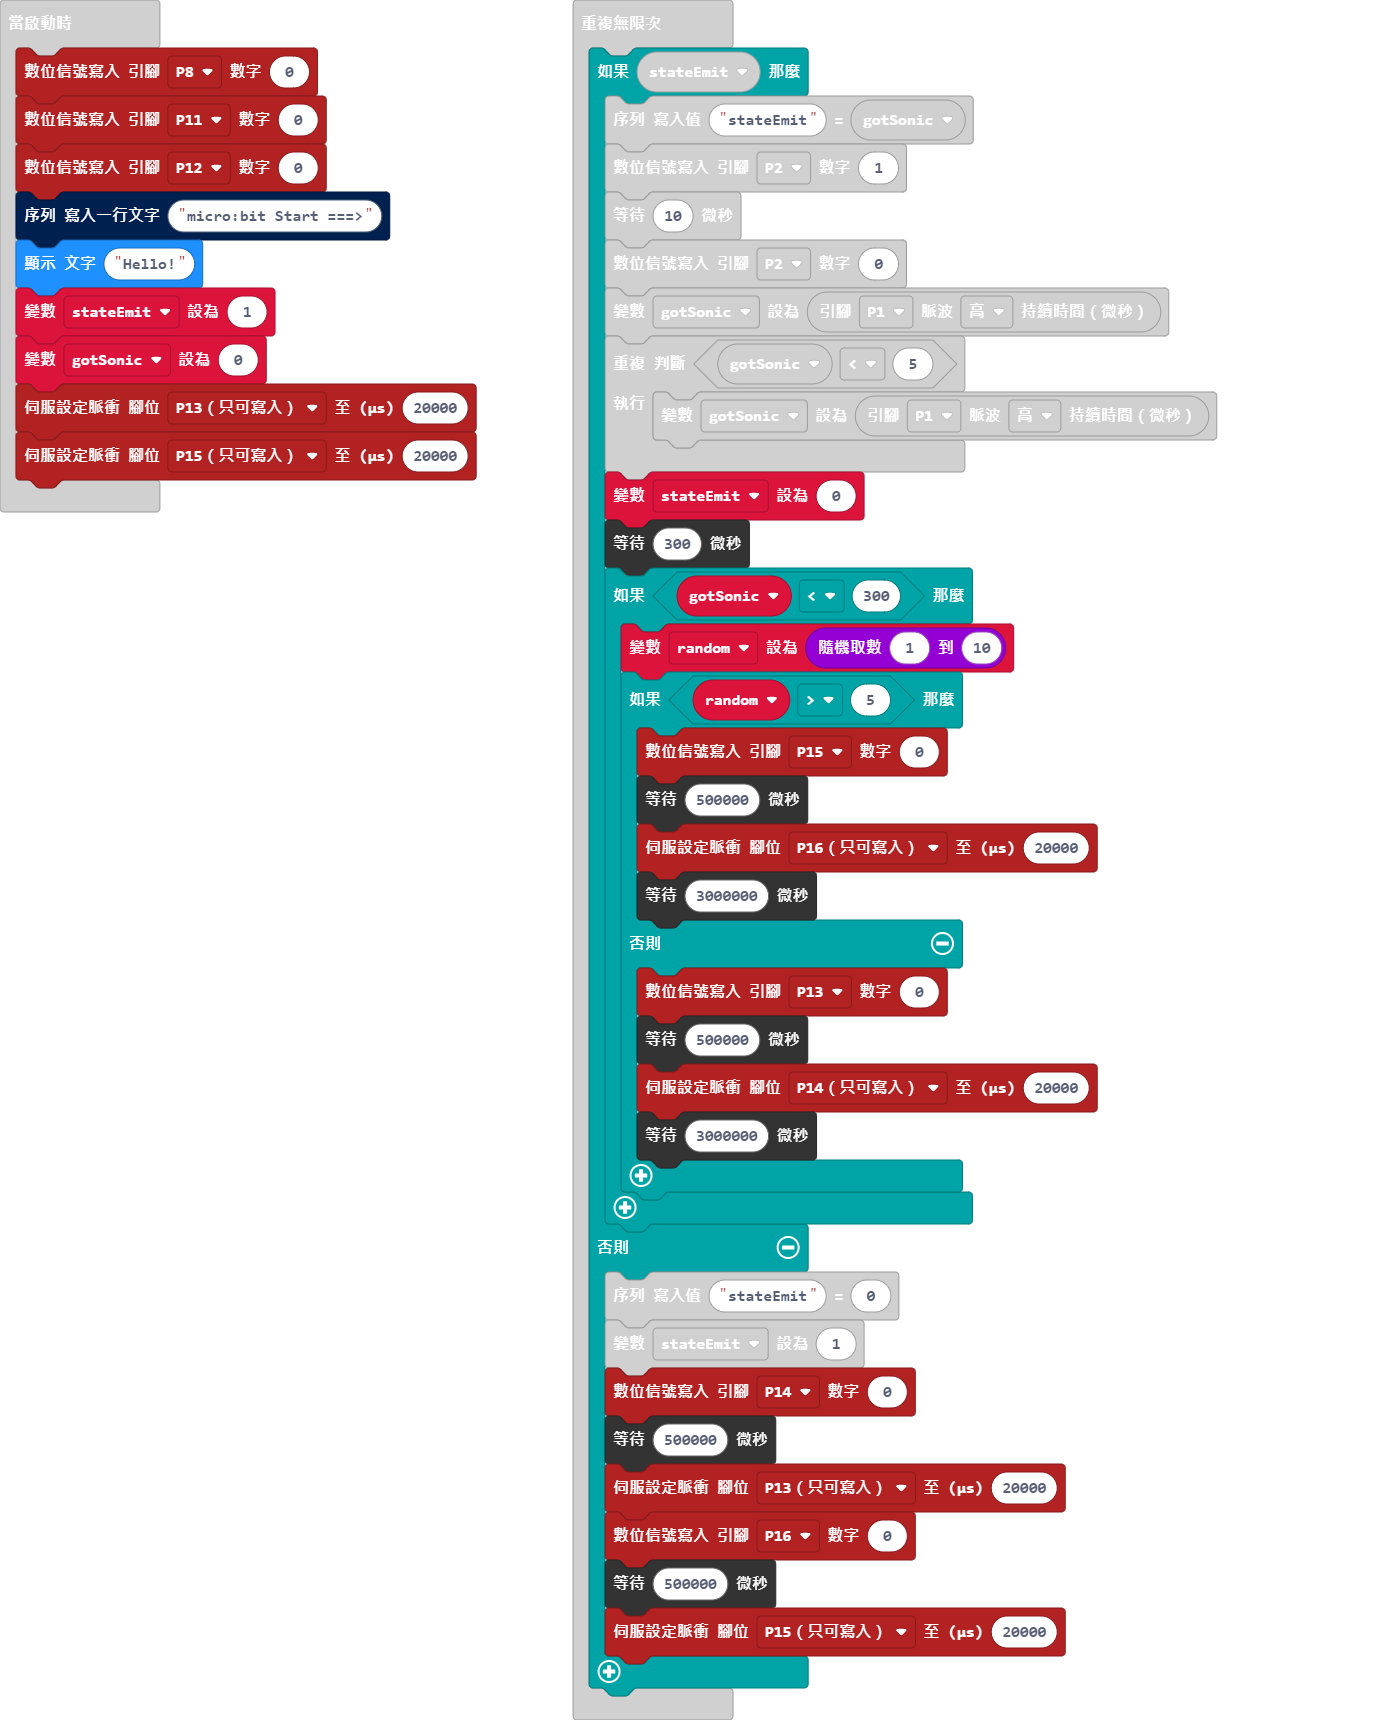 當啟動時
數位信號寫入 引腳 P8 數字 0
數位信號寫入 引腳 P11 數字 0
數位信號寫入 引腳 P12 數字 0
序列 寫入一行文字 "micro:bit Start ===>"
顯示 文字 "Hello!"
變數 stateEmit 設為 1
變數 gotSonic 設為 0
伺服設定脈衝 腳位 P13(只可寫入) 至 (μs) 20000
伺服設定脈衝 腳位 P15(只可寫入) 至 (μs) 20000
重複無限次
如果 stateEmit 那麼
序列 寫入值 "stateEmit" = gotSonic
數位信號寫入 引腳 P2 數字 1
等待 10 微秒
數位信號寫入 引腳 P2 數字 0
變數 gotSonic 設為 引腳 P1 脈波 高 持續時間(微秒)
重複 判斷 gotSonic < 5
執行 變數 gotSonic 設為 引腳 P1 脈波 高 持續時間(微秒)
變數 stateEmit 設為 0
等待 300 微秒
如果 gotSonic < 300 那麼
變數 random 設為 隨機取數 1 到 10
如果 random > 5 那麼
數位信號寫入 引腳 P15 數字 0
等待 500000 微秒
伺服設定脈衝 腳位 P16(只可寫入) 至 (μs) 20000
等待 3000000 微秒
否則
數位信號寫入 引腳 P13 數字 0
等待 500000 微秒
伺服設定脈衝 腳位 P14(只可寫入) 至 (μs) 20000
等待 3000000 微秒
否則
序列 寫入值 "stateEmit" = 0
變數 stateEmit 設為 1
數位信號寫入 引腳 P14 數字 0
等待 500000 微秒
伺服設定脈衝 腳位 P13(只可寫入) 至 (μs) 20000
數位信號寫入 引腳 P16 數字 0
等待 500000 微秒
伺服設定脈衝 腳位 P15(只可寫入) 至 (μs) 20000